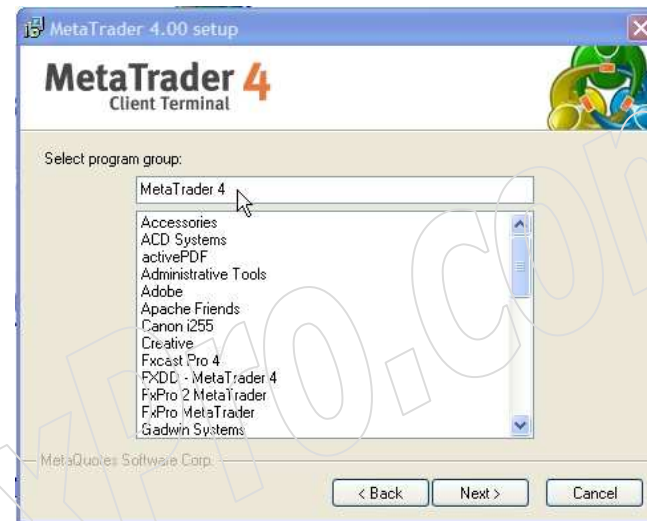 MetaTrader 4.00 setup
MetaTrader 4
Client Terminal
Select program group:
MetaTrader 4
Accessories
ACD Systems
activePDF
Administrative Tools
Adobe
Apache Friends
Canon i255
Creative
Fxcast Pro 4
FXDD - MetaTrader 4
FxPro 2 MetaTrader
FxPro MetaTrader
Gadwin Systems
MetaQuotes Software Corp.
< Back Next > Cancel
xPro.com